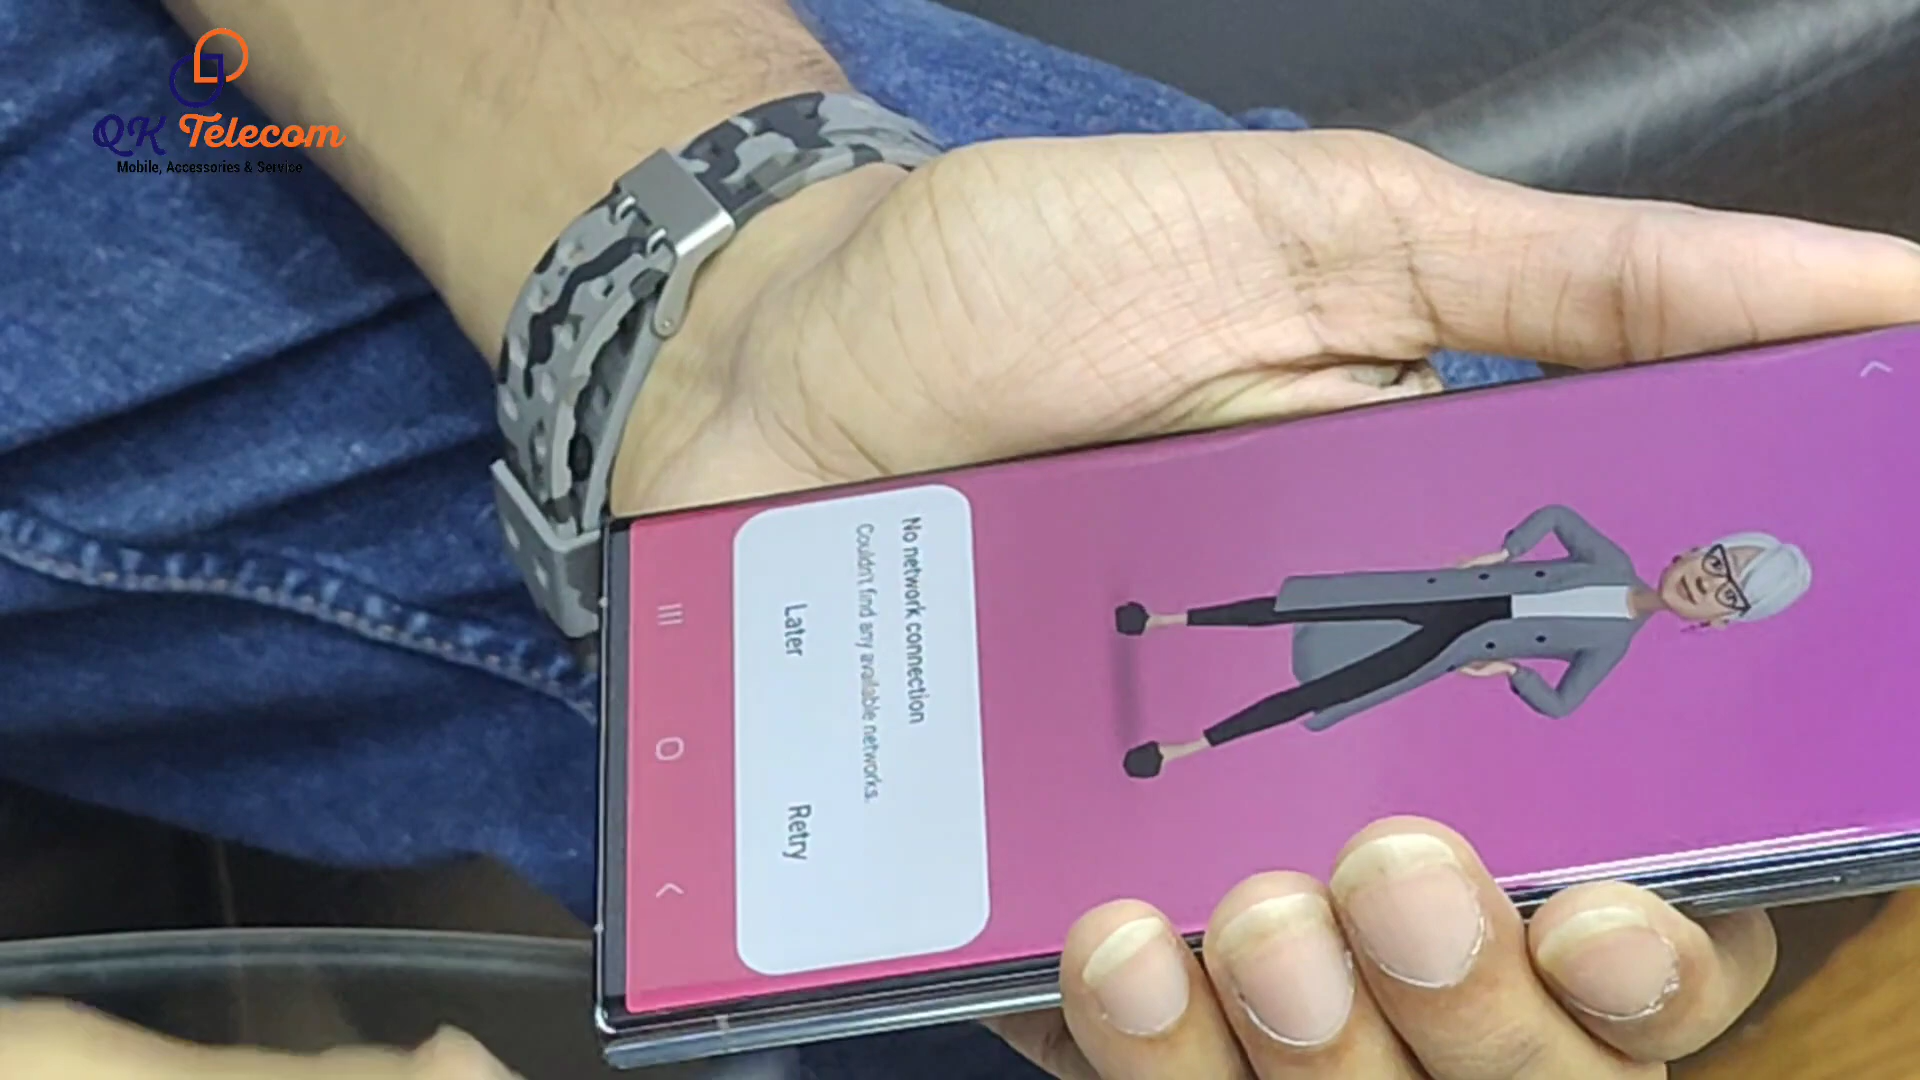 QK Telecom
Mobile, Accessories & Service
No network connection
Couldn't find any available networks.
Later
Retry